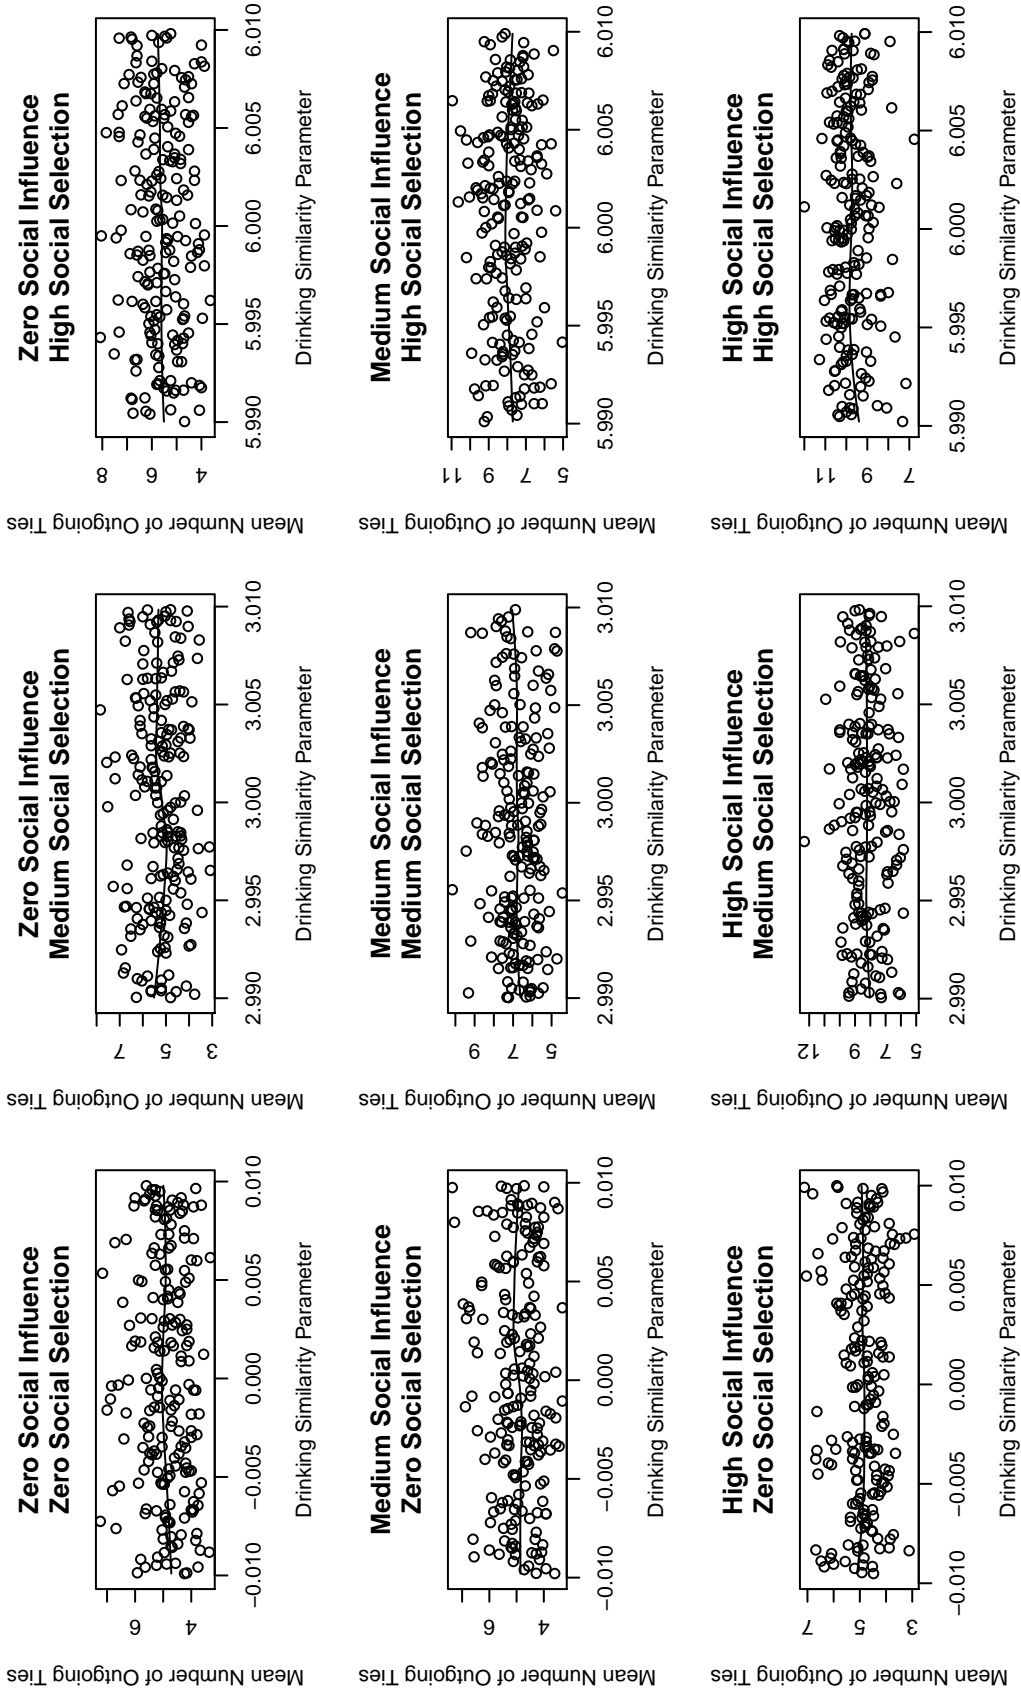 Zero Social Influence
Zero Social Selection
Mean Number of Outgoing Ties
6
4
−0.010 −0.005 0.000 0.005 0.010
Drinking Similarity Parameter
Zero Social Influence
Medium Social Selection
Mean Number of Outgoing Ties
7
5
3
2.990 2.995 3.000 3.005 3.010
Drinking Similarity Parameter
Zero Social Influence
High Social Selection
Mean Number of Outgoing Ties
8
6
4
5.990 5.995 6.000 6.005 6.010
Drinking Similarity Parameter
Medium Social Influence
Zero Social Selection
Mean Number of Outgoing Ties
6
4
−0.010 −0.005 0.000 0.005 0.010
Drinking Similarity Parameter
Medium Social Influence
Medium Social Selection
Mean Number of Outgoing Ties
9
7
5
2.990 2.995 3.000 3.005 3.010
Drinking Similarity Parameter
Medium Social Influence
High Social Selection
Mean Number of Outgoing Ties
11
9
7
5
5.990 5.995 6.000 6.005 6.010
Drinking Similarity Parameter
High Social Influence
Zero Social Selection
Mean Number of Outgoing Ties
7
5
3
−0.010 −0.005 0.000 0.005 0.010
Drinking Similarity Parameter
High Social Influence
Medium Social Selection
Mean Number of Outgoing Ties
12
9
7
5
2.990 2.995 3.000 3.005 3.010
Drinking Similarity Parameter
High Social Influence
High Social Selection
Mean Number of Outgoing Ties
11
9
7
5.990 5.995 6.000 6.005 6.010
Drinking Similarity Parameter